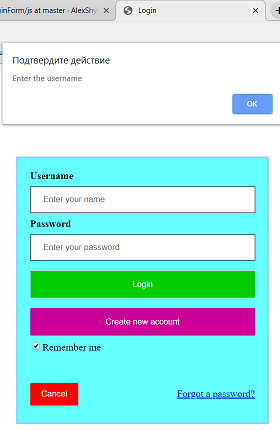 ginForm/js at master · AlexShy
Login
Подтвердите действие
Enter the username
OK
Username
Enter your name
Password
Enter your password
Login
Create new account
Remember me
Cancel
Forgot a password?